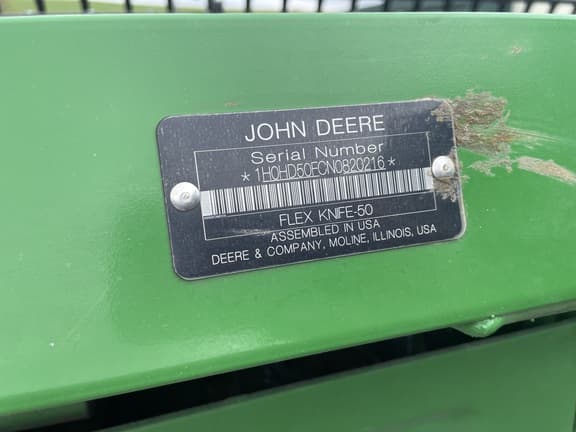 JOHN DEERE
Serial Number
*1H0HD50FCN0820216*
FLEX KNIFE-50
ASSEMBLED IN USA
DEERE & COMPANY, MOLINE, ILLINOIS, USA